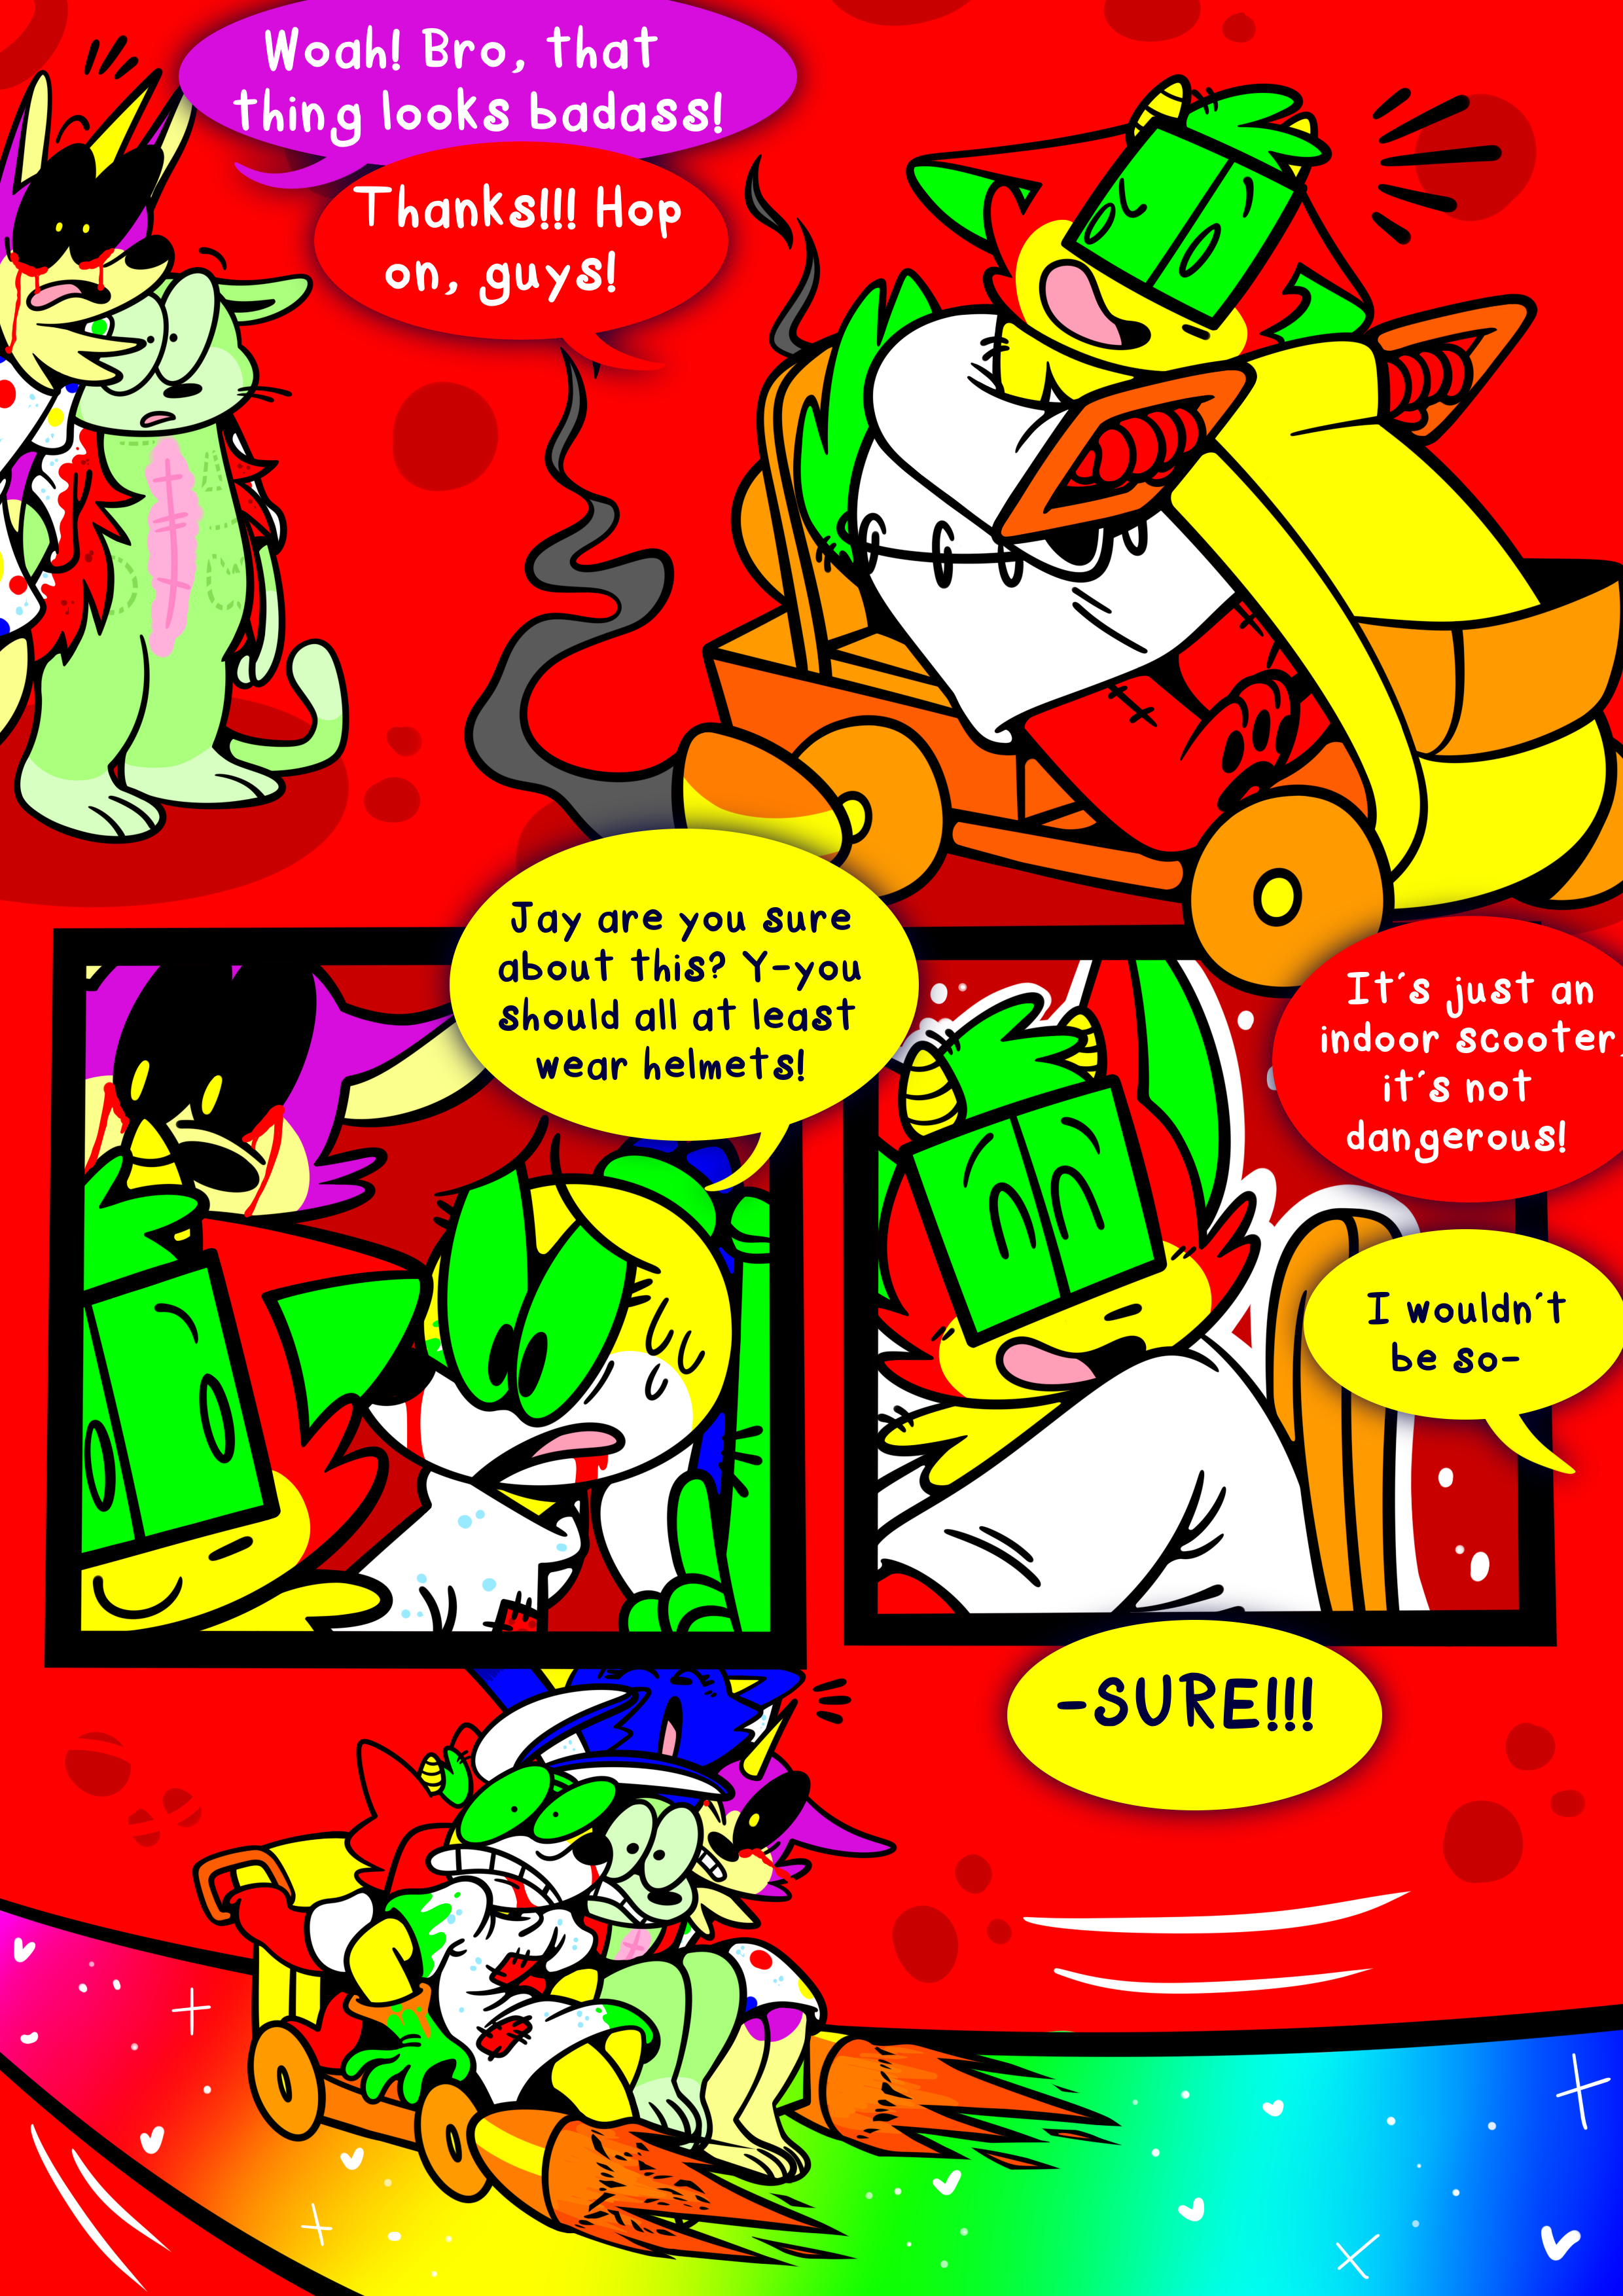 Woah! Bro, that
thing looks badass!
Thanks!!! Hop
on, guys!
Jay are you sure
about this? Y-you
should all at least
wear helmets!
It's just an
indoor scooter,
it's not
dangerous!
I wouldn't
be so-
-SURE!!!